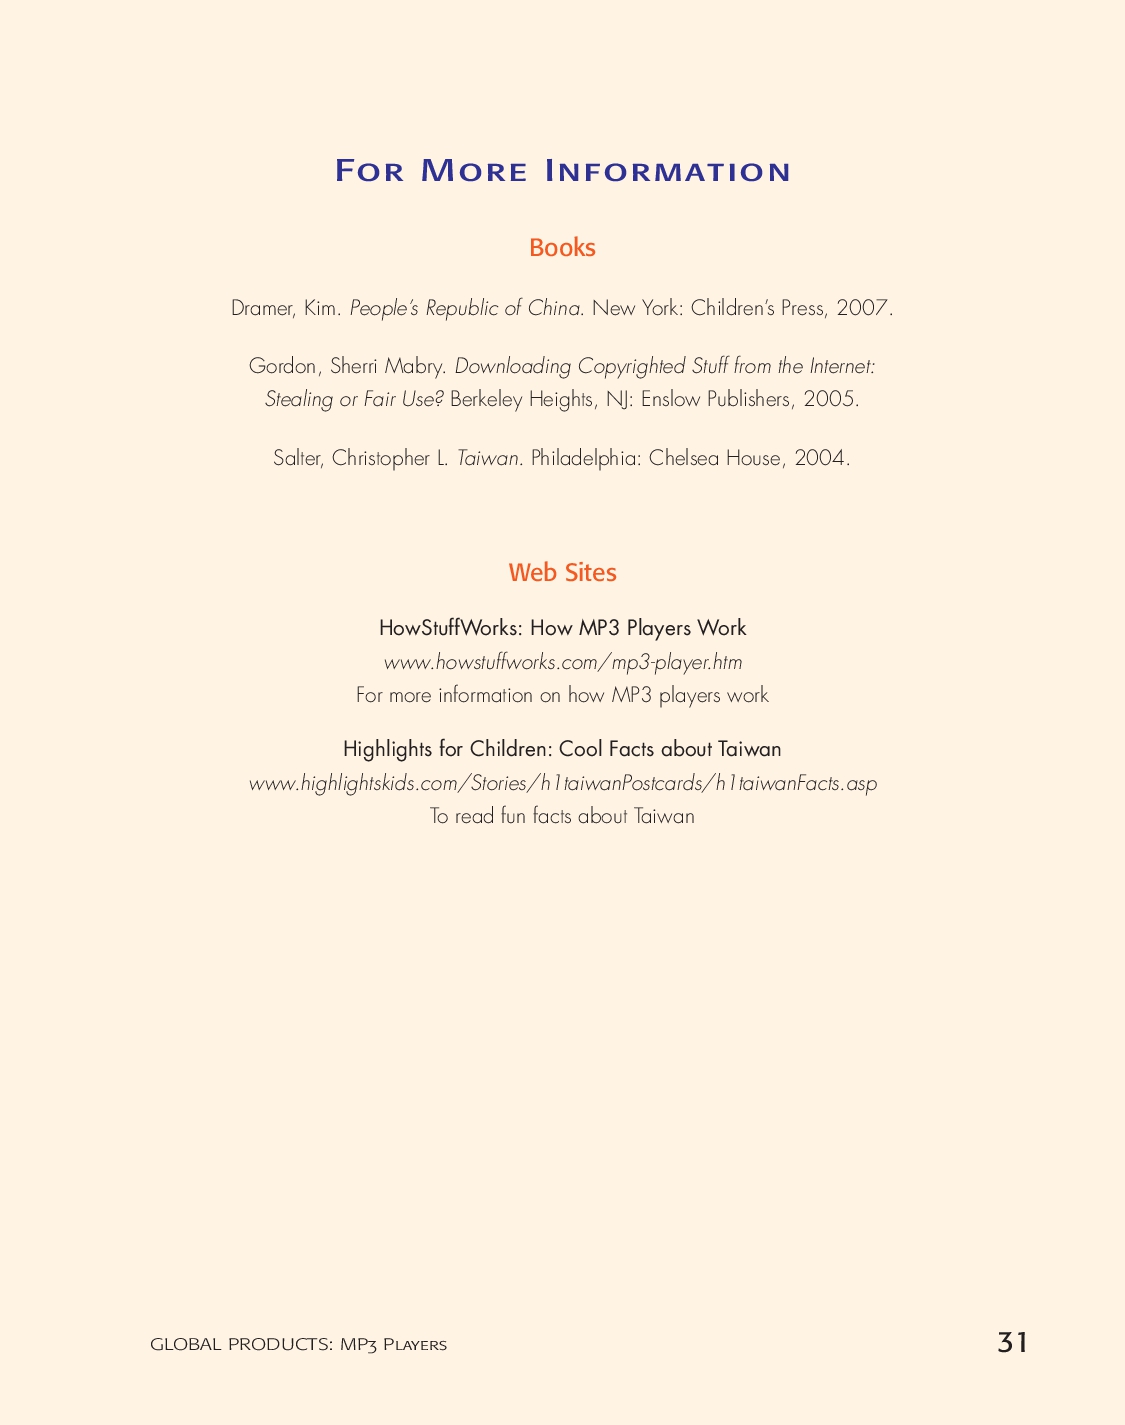 For More Information
Books
Dramer, Kim. People’s Republic of China. New York: Children’s Press, 2007.
Gordon, Sherri Mabry. Downloading Copyrighted Stuff from the Internet:
Stealing or Fair Use? Berkeley Heights, NJ: Enslow Publishers, 2005.
Salter, Christopher L. Taiwan. Philadelphia: Chelsea House, 2004.
Web Sites
HowStuffWorks: How MP3 Players Work
www.howstuffworks.com/mp3-player.htm
For more information on how MP3 players work
Highlights for Children: Cool Facts about Taiwan
www.highlightskids.com/Stories/h1taiwanPostcards/h1taiwanFacts.asp
To read fun facts about Taiwan
GLOBAL PRODUCTS: MP3 Players
31